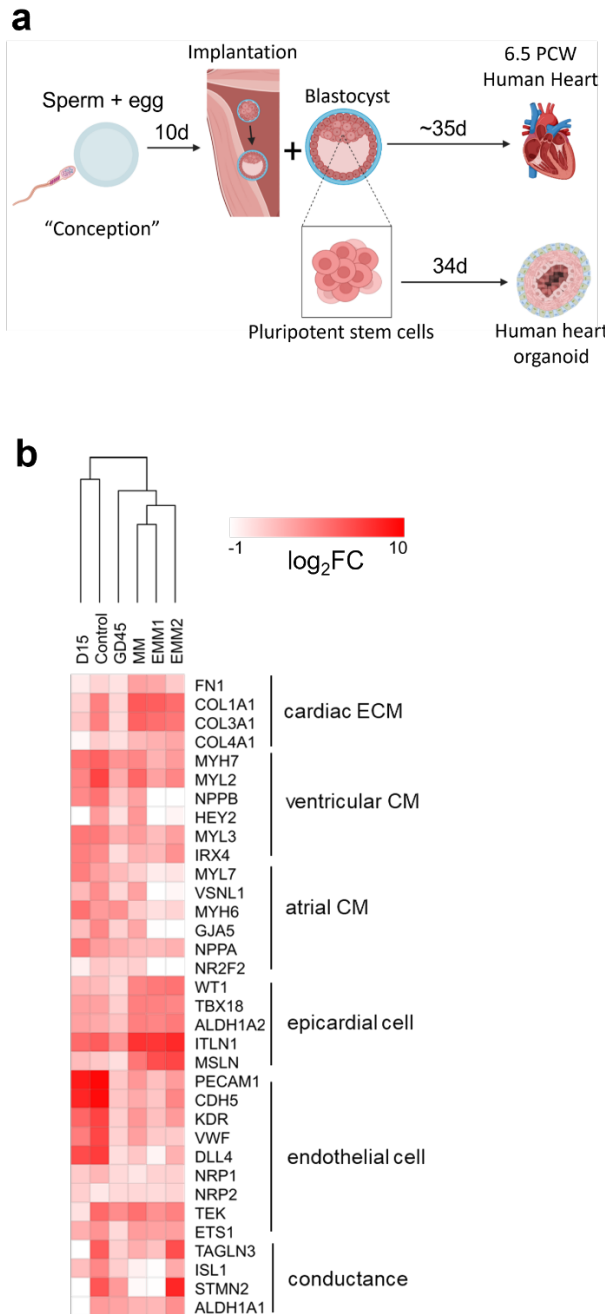 a
Implantation
6.5 PCW
Human Heart
Sperm + egg
Blastocyst
10d
+
~35d
"Conception"
34d
Pluripotent stem cells
Human heart
organoid
b
-1
10
log₂FC
D15
Control
GD45
MM
EMM1
EMM2
FN1
COL1A1
COL3A1
COL4A1
cardiac ECM
MYH7
MYL2
NPPB
HEY2
MYL3
IRX4
ventricular CM
MYL7
VSNL1
MYH6
GJA5
NPPA
NR2F2
atrial CM
WT1
TBX18
ALDH1A2
ITLN1
MSLN
epicardial cell
PECAM1
CDH5
KDR
VWF
DLL4
NRP1
NRP2
TEK
ETS1
endothelial cell
TAGLN3
ISL1
STMN2
ALDH1A1
conductance